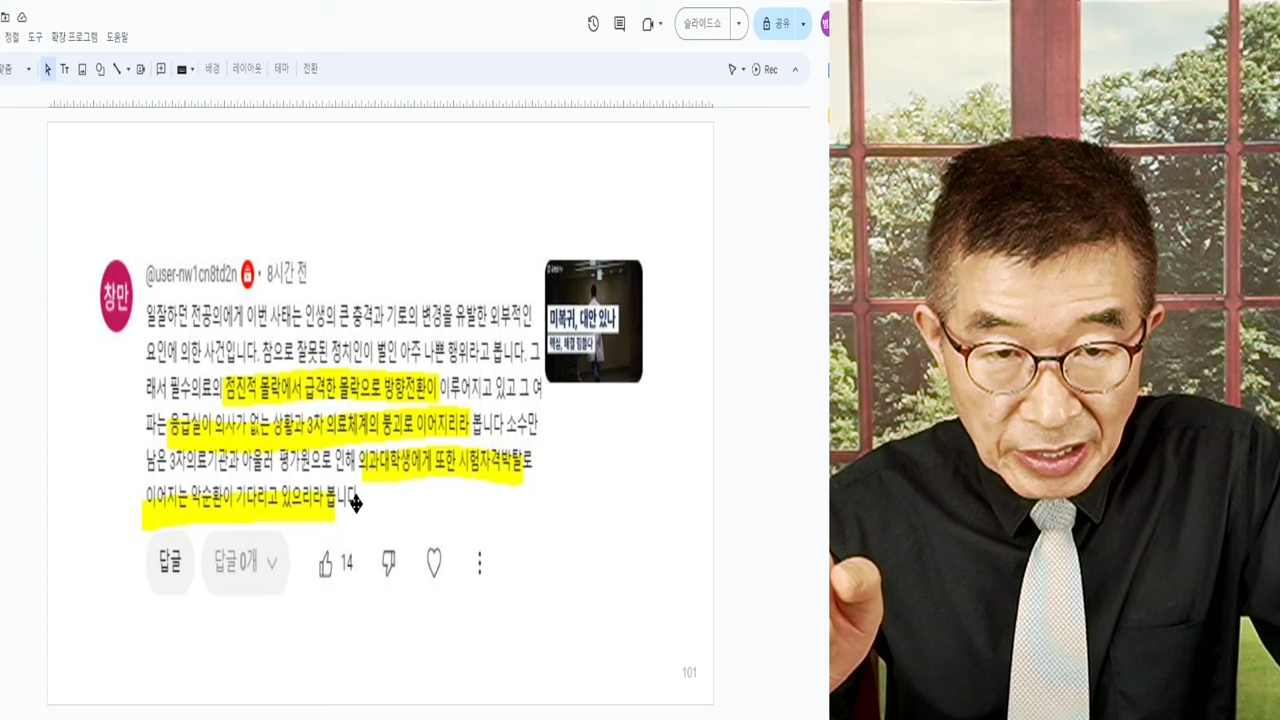 정렬 도구 확장 프로그램 도움말
슬라이드쇼
공유
맞춤
Tт
배경 레이아웃 테마 전환
Rec
창만
@user-nw1cn8td2n · 8시간 전
일잘하던 전공의에게 이번 사태는 인생의 큰 충격과 기로의 변경을 유발한 외부적인
요인에 의한 사건입니다. 참으로 잘못된 정치인이 벌인 아주 나쁜 행위라고 봅니다. 그
래서 필수의료의 점진적 몰락에서 급격한 몰락으로 방향전환이 이루어지고 있고 그 여
파는 응급실이 의사가 없는 상황과 3차 의료체계의 붕괴로 이어지리라 봅니다 소수만
남은 3차의료기관과 아울러 평가원으로 인해 의과대학생에게 또한 시험자격박탈로
이어지는 악순환이 기다리고 있으리라 봅니다
미복귀, 대안 있나
해결 힘들다
답글
답글 0개
14
101